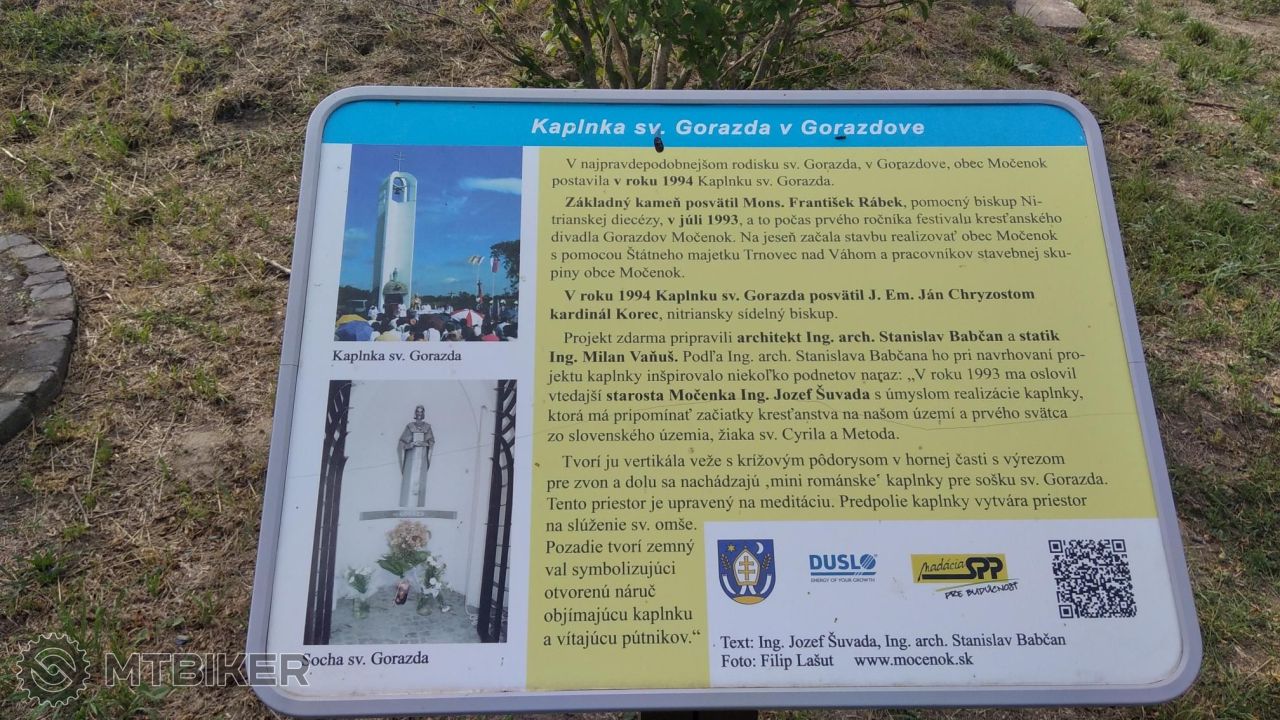 Kaplnka sv. Gorazda v Gorazdove
V najpravdepodobnejšom rodisku sv. Gorazda, v Gorazdove, obec Močenok
postavila v roku 1994 Kaplnku sv. Gorazda.
Základný kameň posvätil Mons. František Rábek, pomocný biskup Ni-
trianskej diecézy, v júli 1993, a to počas prvého ročníka festivalu kresťanského
divadla Gorazdov Močenok. Na jeseň začala stavbu realizovať obec Močenok
s pomocou Štátneho majetku Trnovec nad Váhom a pracovníkov stavebnej sku-
piny obce Močenok.
V roku 1994 Kaplnku sv. Gorazda posvätil J. Em. Ján Chryzostom
kardinál Korec, nitriansky sídelný biskup.
Projekt zdarma pripravili architekt Ing. arch. Stanislav Babčan a statik
Ing. Milan Vaňuš. Podľa Ing. arch. Stanislava Babčana ho pri navrhovaní pro-
jektu kaplnky inšpirovalo niekoľko podnetov naraz: „V roku 1993 ma oslovil
vtedajší starosta Močenka Ing. Jozef Šuvada s úmyslom realizácie kaplnky,
ktorá má pripomínať začiatky kresťanstva na našom území a prvého svätca
zo slovenského územia, žiaka sv. Cyrila a Metoda.
Tvorí ju vertikála veže s krížovým pôdorysom v hornej časti s výrezom
pre zvon a dolu sa nachádzajú ‚mini románske‘ kaplnky pre sošku sv. Gorazda.
Tento priestor je upravený na meditáciu. Predpolie kaplnky vytvára priestor
na slúženie sv. omše.
Pozadie tvorí zemný
val symbolizujúci
otvorenú náruč
objímajúcu kaplnku
a vítajúcu pútnikov.“
Kaplnka sv. Gorazda
Socha sv. Gorazda
DUSLO
ENERGY OF YOUR GROWTH
Nadácia SPP
PRE BUDÚCNOSŤ
Text: Ing. Jozef Šuvada, Ing. arch. Stanislav Babčan
Foto: Filip Lašut www.mocenok.sk
MTBIKER